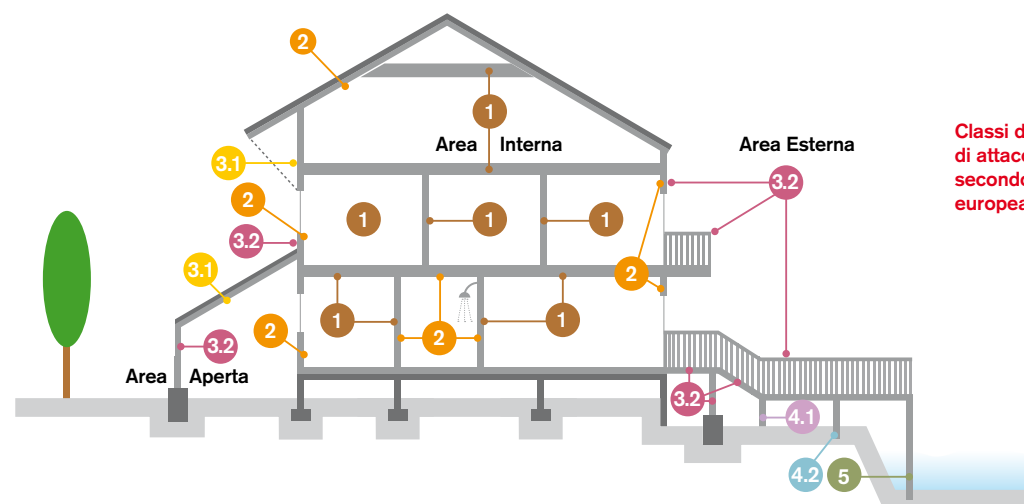 2
1
Area Interna
Area Esterna
Classi d
di attacc
secondo
europea
3.1
3.2
2
1
1
1
3.2
3.1
2
2
1
2
1
3.2
Area Aperta
3.2
4.1
4.2
5